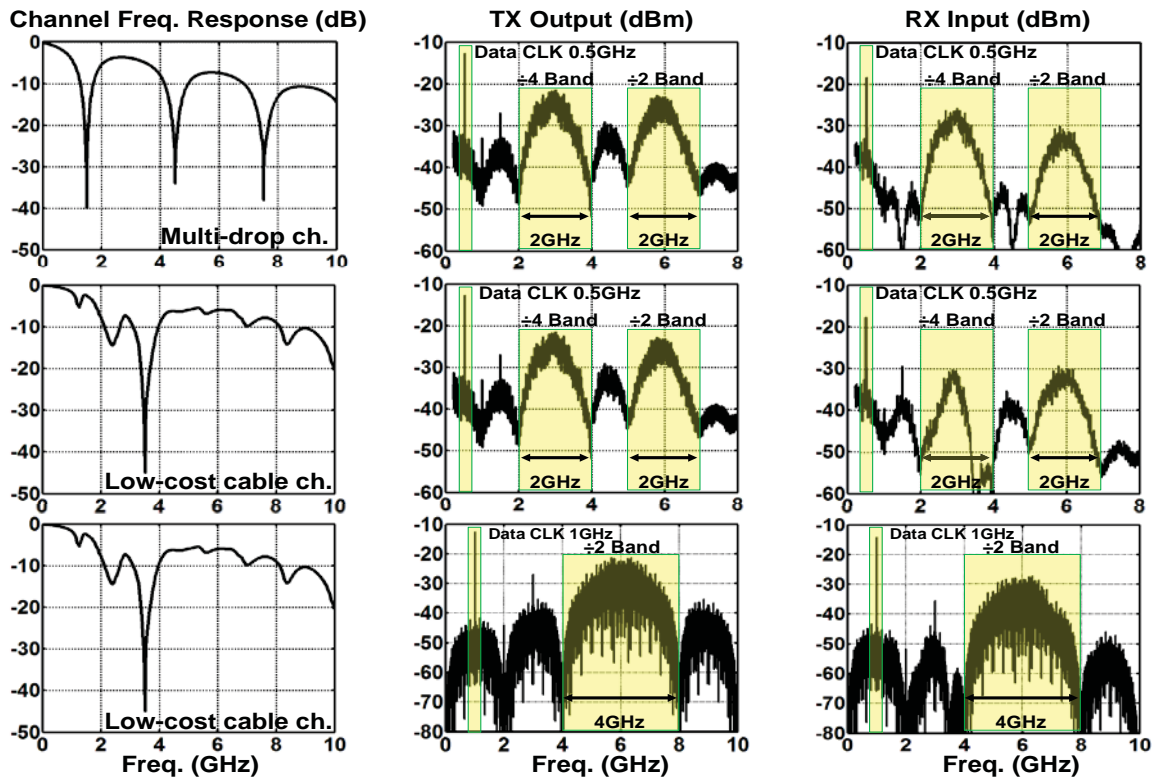 Channel Freq. Response (dB)
TX Output (dBm)
RX Input (dBm)
0
-10
-20
-30
-40
-50
0 2 4 6 8 10
Multi-drop ch.
-10
-20
-30
-40
-50
-60
0 2 4 6 8
Data CLK 0.5GHz
÷4 Band
÷2 Band
2GHz
2GHz
-10
-20
-30
-40
-50
-60
0 2 4 6 8
Data CLK 0.5GHz
÷4 Band
÷2 Band
2GHz
2GHz
0
-10
-20
-30
-40
-50
0 2 4 6 8 10
Low-cost cable ch.
-10
-20
-30
-40
-50
-60
0 2 4 6 8
Data CLK 0.5GHz
÷4 Band
÷2 Band
2GHz
2GHz
-10
-20
-30
-40
-50
-60
0 2 4 6 8
Data CLK 0.5GHz
÷4 Band
÷2 Band
2GHz
2GHz
0
-10
-20
-30
-40
-50
0 2 4 6 8 10
Low-cost cable ch.
Freq. (GHz)
-10
-20
-30
-40
-50
-60
-70
-80
0 2 4 6 8 10
Data CLK 1GHz
÷2 Band
4GHz
Freq. (GHz)
-10
-20
-30
-40
-50
-60
-70
-80
0 2 4 6 8 10
Data CLK 1GHz
÷2 Band
4GHz
Freq. (GHz)